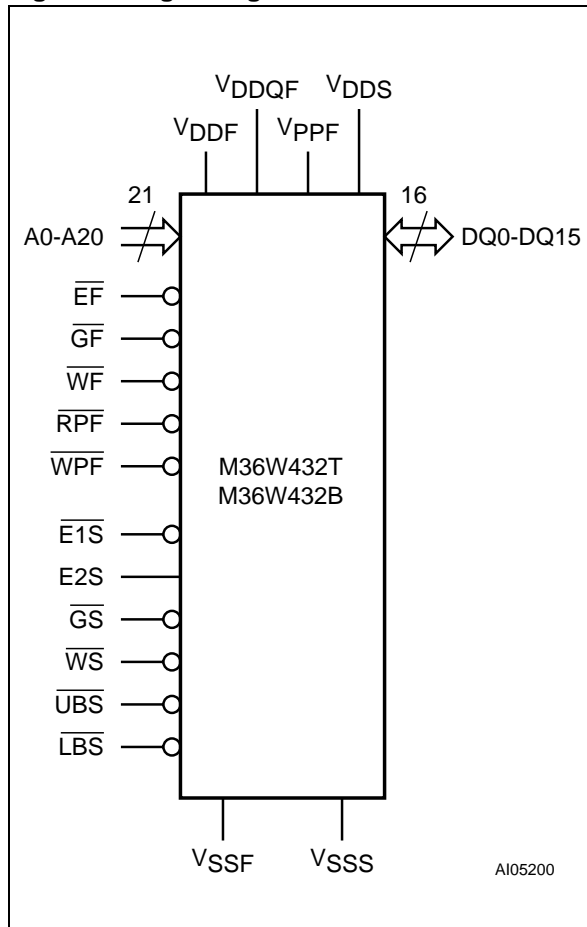 VDDQF VDDS
VDDF VPPF
21 16
A0-A20 DQ0-DQ15
EF
GF
WF
RPF
WPF
M36W432T
M36W432B
E1S
E2S
GS
WS
UBS
LBS
VSSF VSSS
AI05200